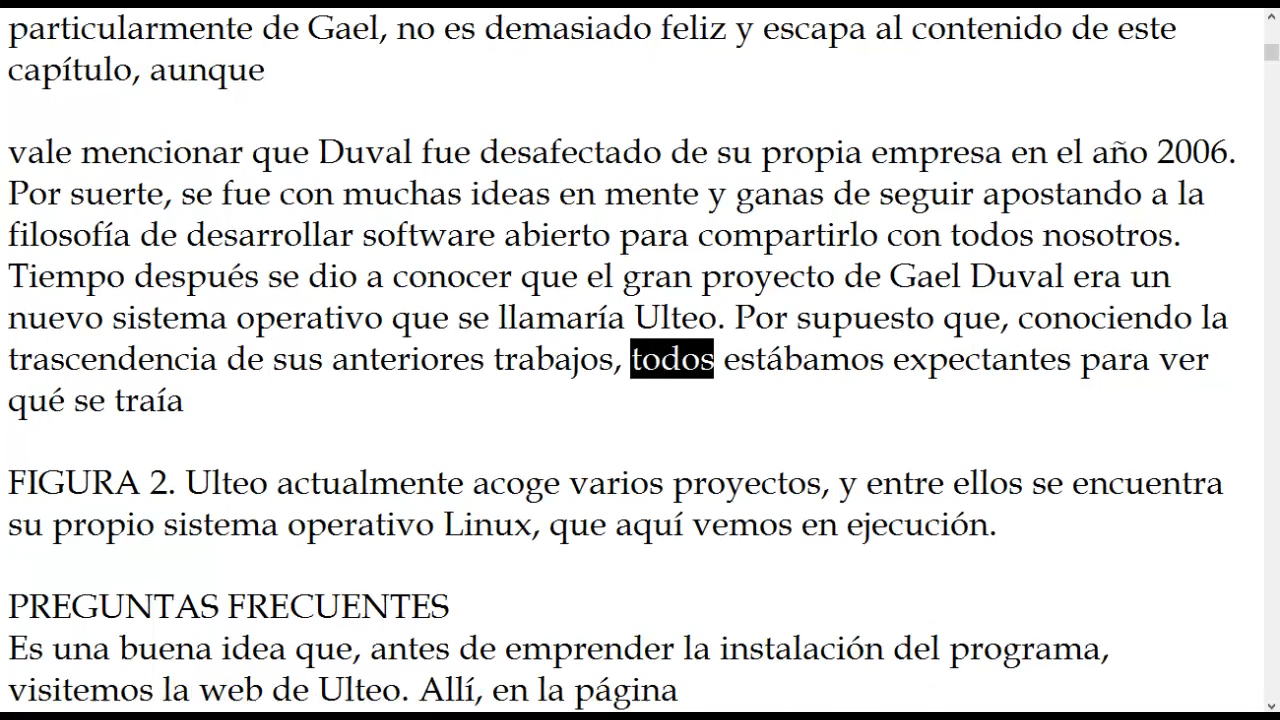 particularmente de Gael, no es demasiado feliz y escapa al contenido de este
capítulo, aunque
vale mencionar que Duval fue desafectado de su propia empresa en el año 2006.
Por suerte, se fue con muchas ideas en mente y ganas de seguir apostando a la
filosofía de desarrollar software abierto para compartirlo con todos nosotros.
Tiempo después se dio a conocer que el gran proyecto de Gael Duval era un
nuevo sistema operativo que se llamaría Ulteo. Por supuesto que, conociendo la
trascendencia de sus anteriores trabajos, todos estábamos expectantes para ver
qué se traía
FIGURA 2. Ulteo actualmente acoge varios proyectos, y entre ellos se encuentra
su propio sistema operativo Linux, que aquí vemos en ejecución.
PREGUNTAS FRECUENTES
Es una buena idea que, antes de emprender la instalación del programa,
visitemos la web de Ulteo. Allí, en la página